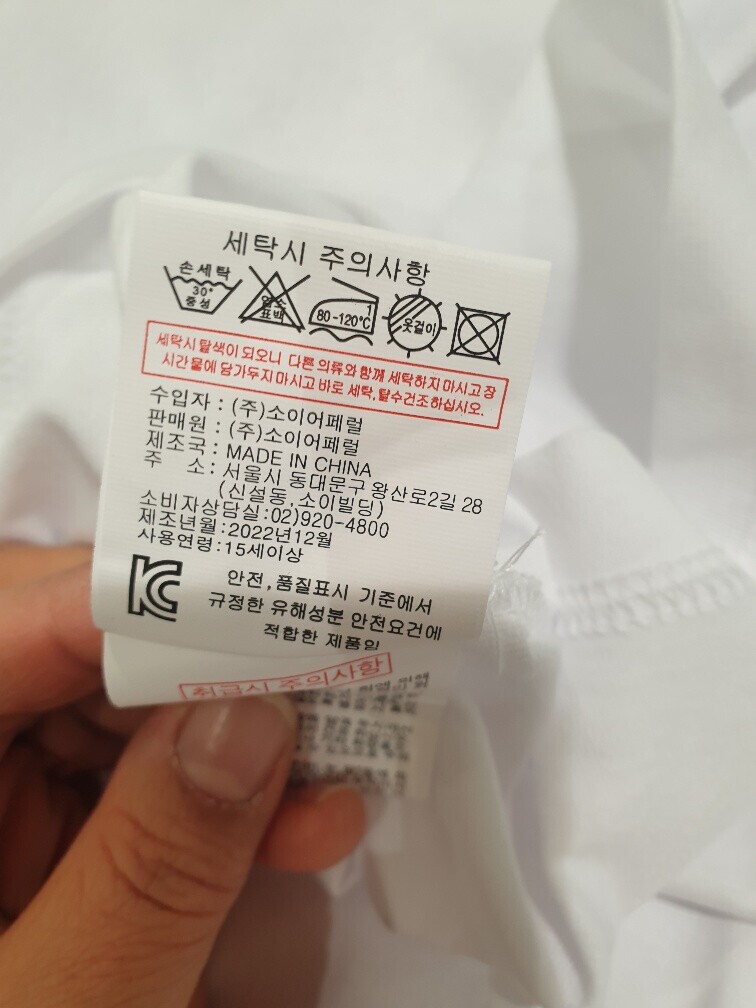 세탁시 주의사항
손세탁
30°
중성
염소
표백
1
80-120℃
옷걸이
세탁시 탈색이 되오니 다른 의류와 함께 세탁하지 마시고 장
시간 물에 담가두지 마시고 바로 세탁, 탈수건조하십시오.
수입자 : (주)소이어페럴
판매원 : (주)소이어페럴
제조국 : MADE IN CHINA
주 소 : 서울시 동대문구 왕산로2길 28
(신설동, 소이빌딩)
소비자상담실:02)920-4800
제조년월:2022년12월
사용연령:15세이상
안전,품질표시 기준에서
규정한 유해성분 안전요건에
적합한 제품임
취급시 주의사항